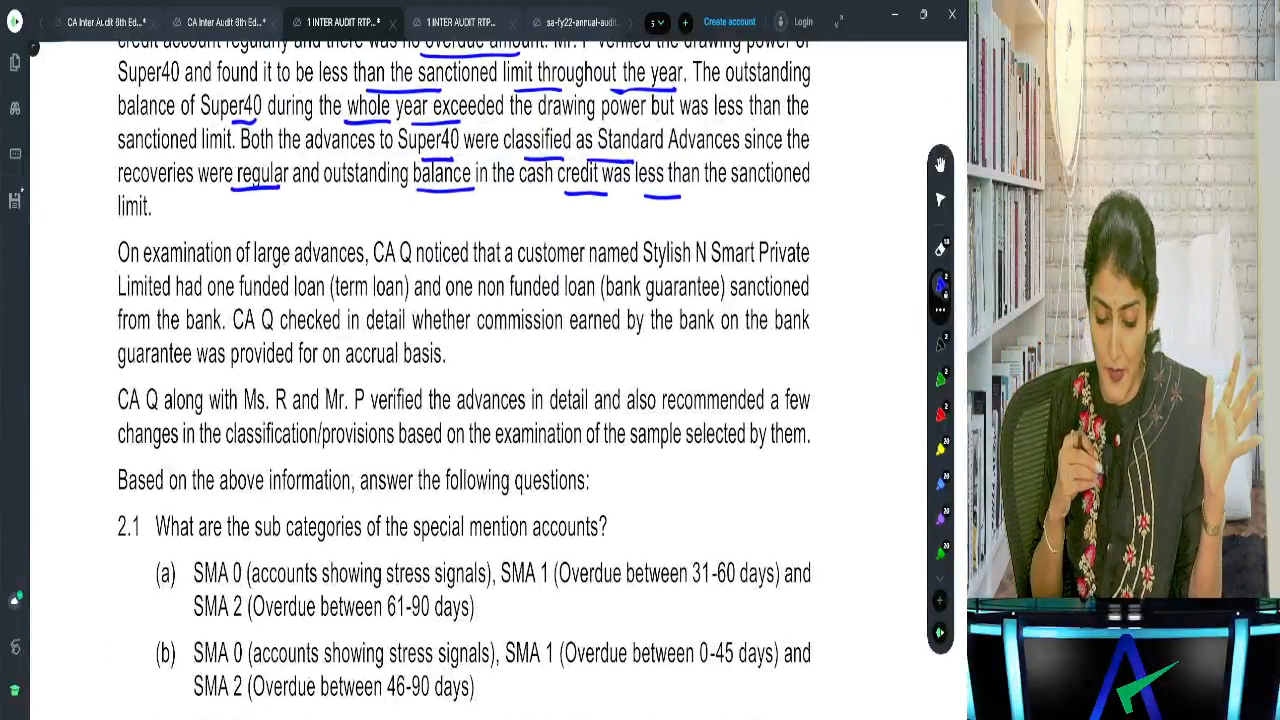 CA Inter Audit 6th Ed...*
CA Inter Audit 8th Ed...*
1 INTER AUDIT RTP...*
1 INTER AUDIT RTP...
sa-fy22-annual-audit...
5
Create account
Login
credit account regularly and there was no overdue amount. Mr. P verified the drawing power of
Super40 and found it to be less than the sanctioned limit throughout the year. The outstanding
balance of Super40 during the whole year exceeded the drawing power but was less than the
sanctioned limit. Both the advances to Super40 were classified as Standard Advances since the
recoveries were regular and outstanding balance in the cash credit was less than the sanctioned
limit.
On examination of large advances, CA Q noticed that a customer named Stylish N Smart Private
Limited had one funded loan (term loan) and one non funded loan (bank guarantee) sanctioned
from the bank. CA Q checked in detail whether commission earned by the bank on the bank
guarantee was provided for on accrual basis.
CA Q along with Ms. R and Mr. P verified the advances in detail and also recommended a few
changes in the classification/provisions based on the examination of the sample selected by them.
Based on the above information, answer the following questions:
2.1 What are the sub categories of the special mention accounts?
(a) SMA 0 (accounts showing stress signals), SMA 1 (Overdue between 31-60 days) and
SMA 2 (Overdue between 61-90 days)
(b) SMA 0 (accounts showing stress signals), SMA 1 (Overdue between 0-45 days) and
SMA 2 (Overdue between 46-90 days)